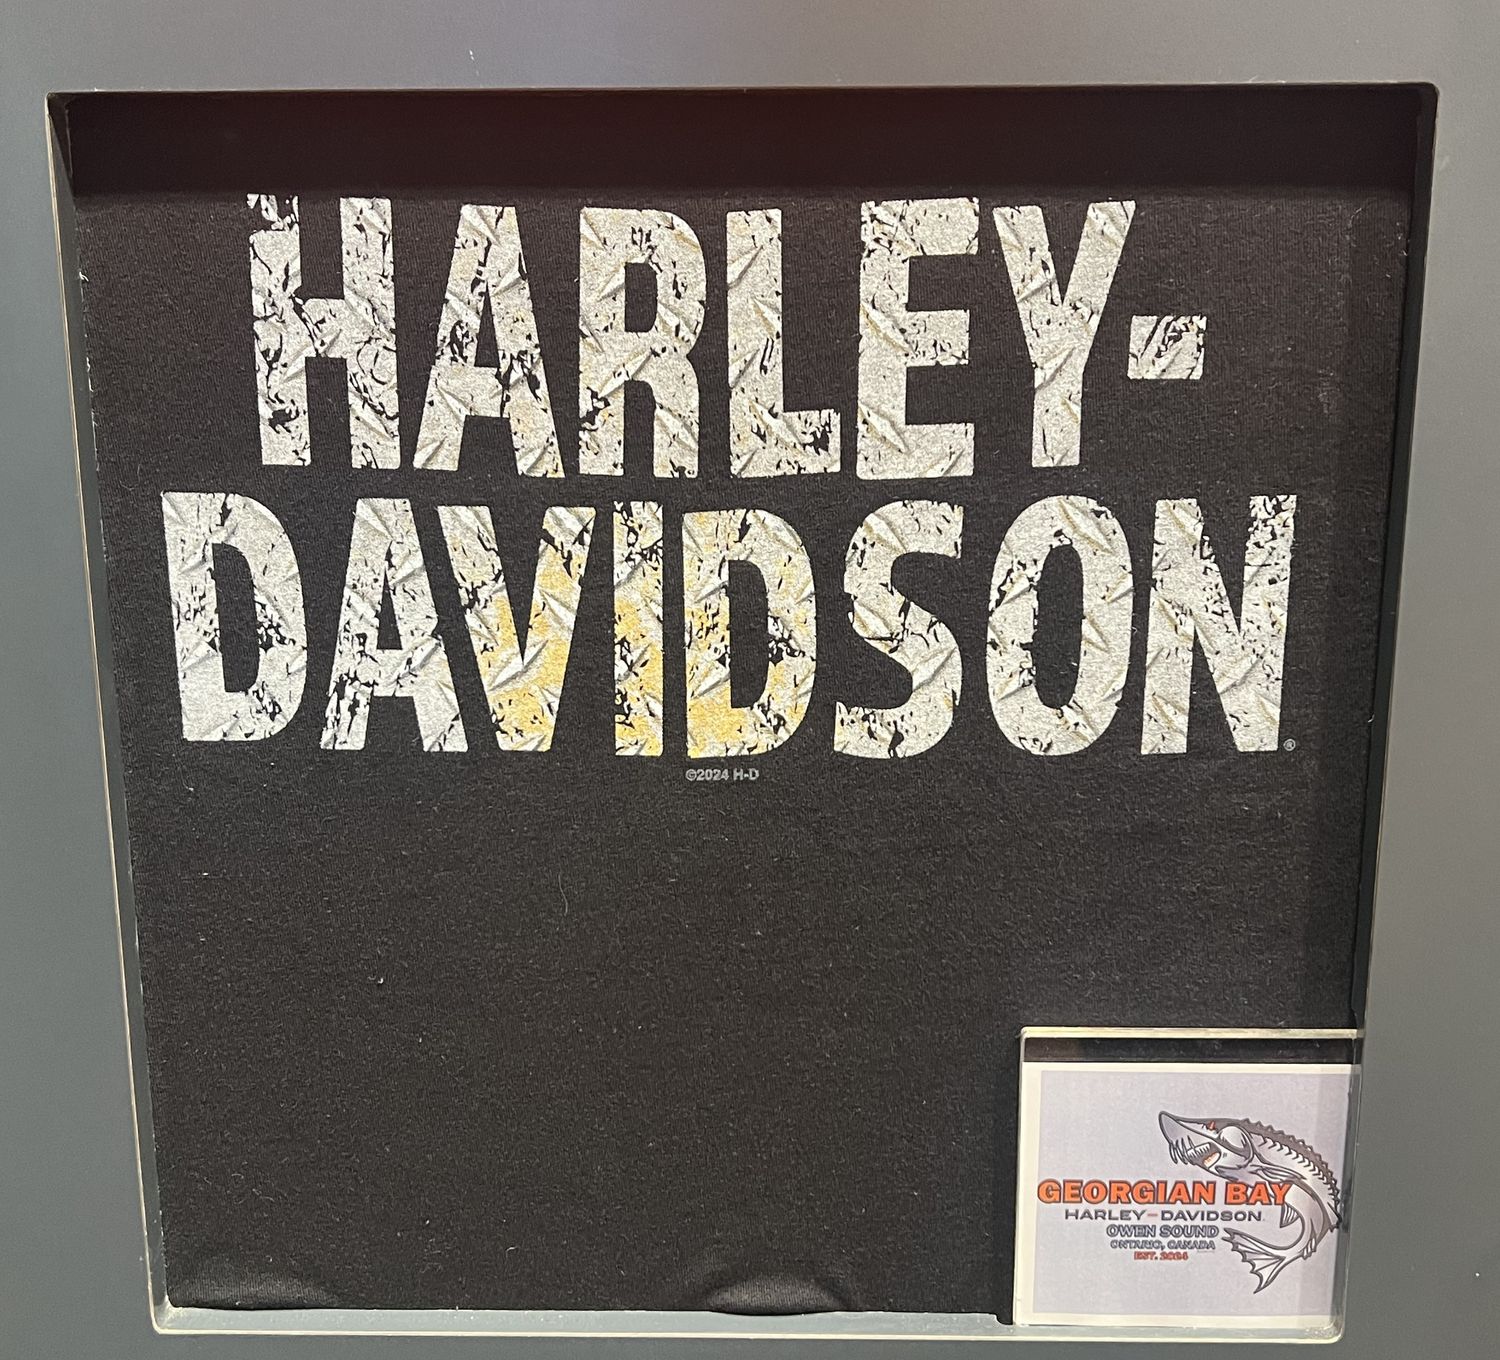 HARLEY-
DAVIDSON®
©2024 H-D
GEORGIAN BAY
HARLEY-DAVIDSON
OWEN SOUND
ONTARIO, CANADA
EST. 2024